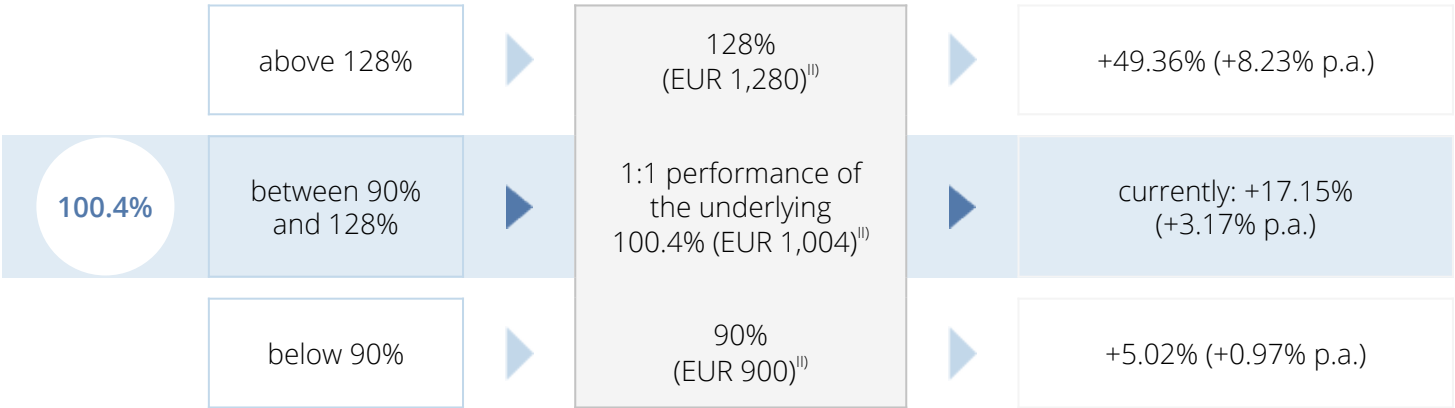 above 128%
128%
(EUR 1,280)II)
+49.36% (+8.23% p.a.)
100.4%
between 90%
and 128%
1:1 performance of
the underlying
100.4% (EUR 1,004)II)
currently: +17.15%
(+3.17% p.a.)
below 90%
90%
(EUR 900)II)
+5.02% (+0.97% p.a.)